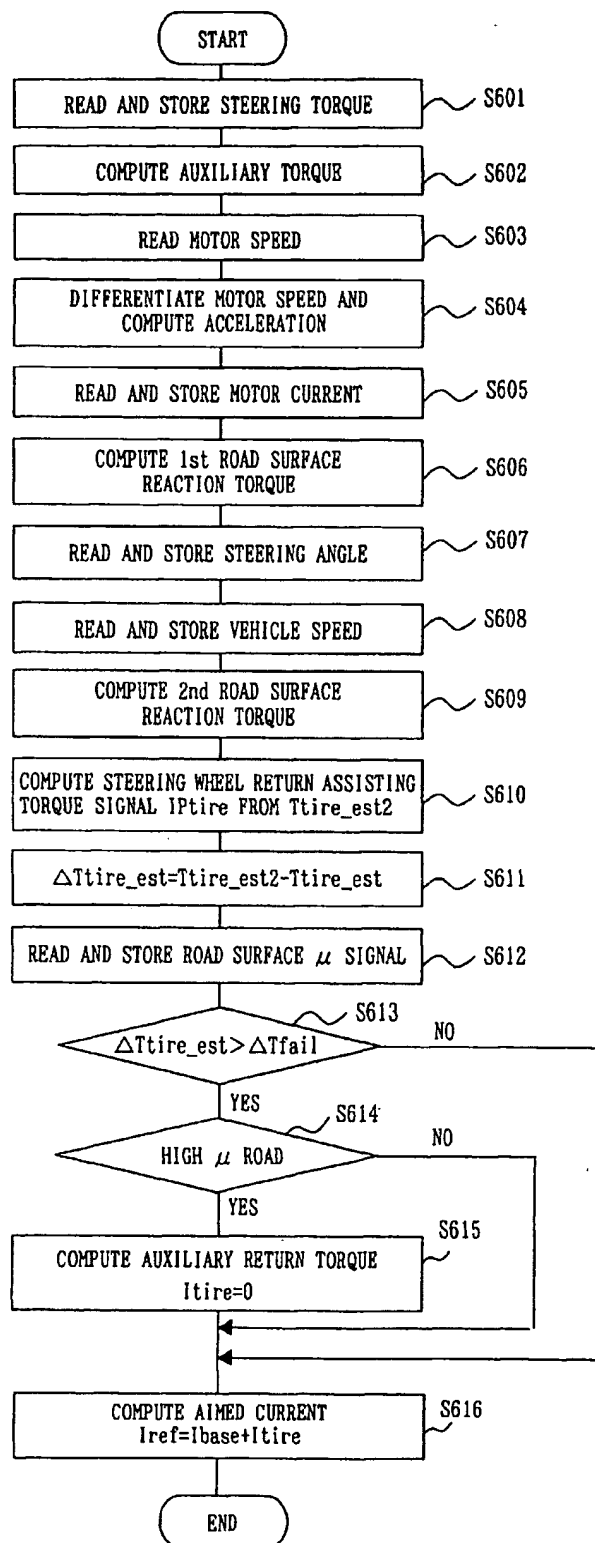 START
READ AND STORE STEERING TORQUE
S601
COMPUTE AUXILIARY TORQUE
S602
READ MOTOR SPEED
S603
DIFFERENTIATE MOTOR SPEED AND
COMPUTE ACCELERATION
S604
READ AND STORE MOTOR CURRENT
S605
COMPUTE 1st ROAD SURFACE
REACTION TORQUE
S606
READ AND STORE STEERING ANGLE
S607
READ AND STORE VEHICLE SPEED
S608
COMPUTE 2nd ROAD SURFACE
REACTION TORQUE
S609
COMPUTE STEERING WHEEL RETURN ASSISTING
TORQUE SIGNAL IPtire FROM Ttire_est2
S610
△Ttire_est=Ttire_est2-Ttire_est
S611
READ AND STORE ROAD SURFACE μ SIGNAL
S612
S613
△Ttire_est>△Tfail
NO
YES
S614
HIGH μ ROAD
NO
YES
S615
COMPUTE AUXILIARY RETURN TORQUE
Itire=0
S616
COMPUTE AIMED CURRENT
Iref=Ibase+Itire
END